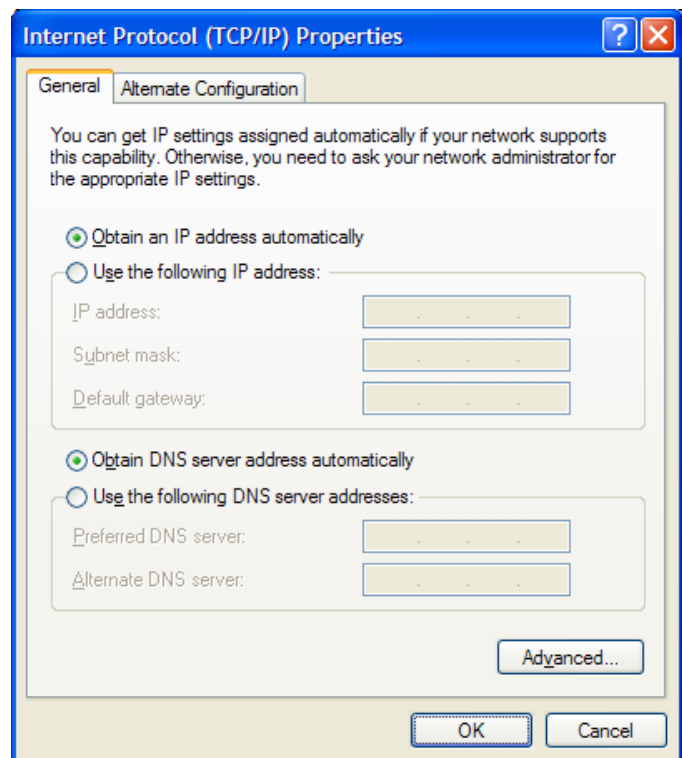 Internet Protocol (TCP/IP) Properties
?
General
Alternate Configuration
You can get IP settings assigned automatically if your network supports
this capability. Otherwise, you need to ask your network administrator for
the appropriate IP settings.
Obtain an IP address automatically
Use the following IP address:
IP address:
Subnet mask:
Default gateway:
Obtain DNS server address automatically
Use the following DNS server addresses:
Preferred DNS server:
Alternate DNS server:
Advanced...
OK
Cancel